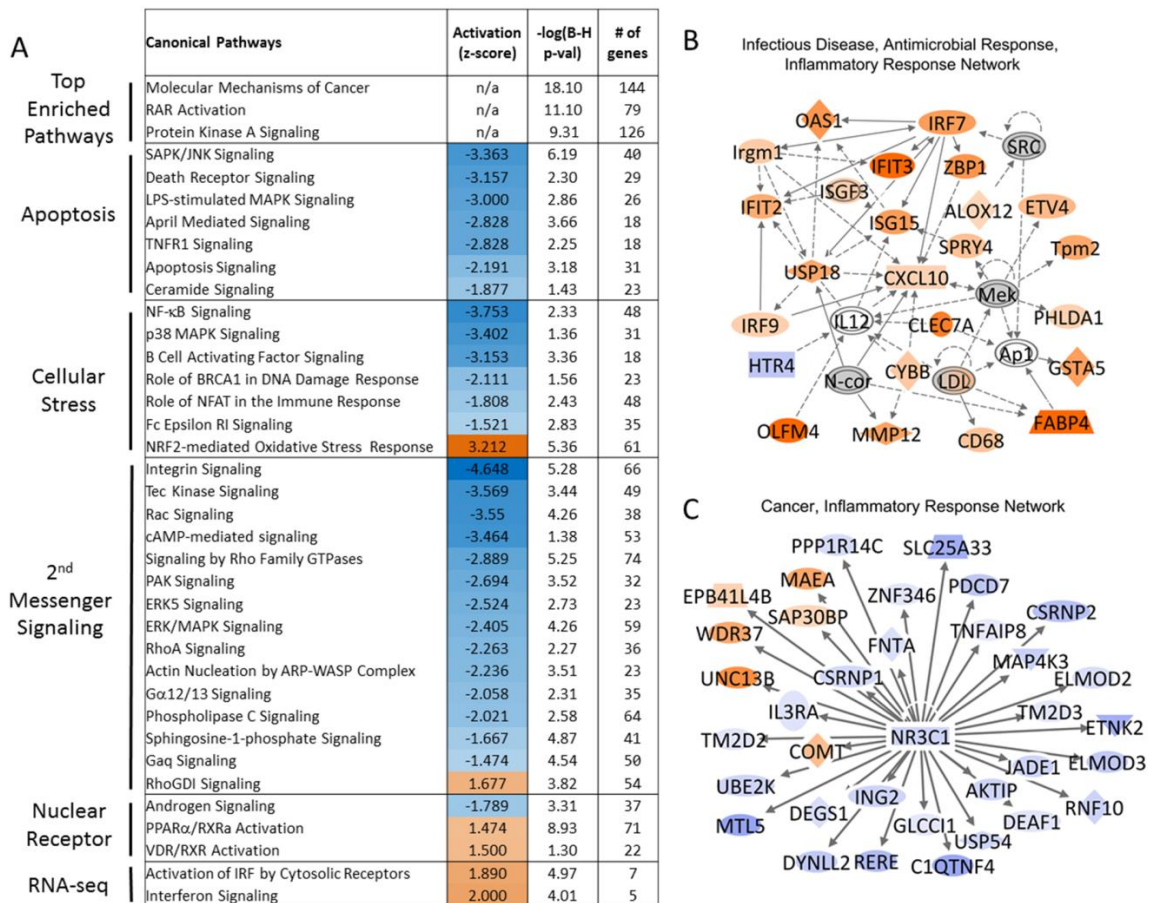 A
Canonical Pathways
Activation (z-score)
-log(B-H p-val)
# of genes
Top Enriched Pathways
Molecular Mechanisms of Cancer n/a 18.10 144
RAR Activation n/a 11.10 79
Protein Kinase A Signaling n/a 9.31 126
Apoptosis
SAPK/JNK Signaling -3.363 6.19 40
Death Receptor Signaling -3.157 2.30 29
LPS-stimulated MAPK Signaling -3.000 2.86 26
April Mediated Signaling -2.828 3.66 18
TNFR1 Signaling -2.828 2.25 18
Apoptosis Signaling -2.191 3.18 31
Ceramide Signaling -1.877 1.43 23
Cellular Stress
NF-κB Signaling -3.753 2.33 48
p38 MAPK Signaling -3.402 1.36 31
B Cell Activating Factor Signaling -3.153 3.36 18
Role of BRCA1 in DNA Damage Response -2.111 1.56 23
Role of NFAT in the Immune Response -1.808 2.43 48
Fc Epsilon RI Signaling -1.521 2.83 35
NRF2-mediated Oxidative Stress Response 3.212 5.36 61
2nd Messenger Signaling
Integrin Signaling -4.648 5.28 66
Tec Kinase Signaling -3.569 3.44 49
Rac Signaling -3.55 4.26 38
cAMP-mediated signaling -3.464 1.38 53
Signaling by Rho Family GTPases -2.889 5.25 74
PAK Signaling -2.694 3.52 32
ERK5 Signaling -2.524 2.73 23
ERK/MAPK Signaling -2.405 4.26 59
RhoA Signaling -2.263 2.27 36
Actin Nucleation by ARP-WASP Complex -2.236 3.51 23
Gα12/13 Signaling -2.058 2.31 35
Phospholipase C Signaling -2.021 2.58 64
Sphingosine-1-phosphate Signaling -1.667 4.87 41
Gaq Signaling -1.474 4.54 50
RhoGDI Signaling 1.677 3.82 54
Nuclear Receptor
Androgen Signaling -1.789 3.31 37
PPARα/RXRa Activation 1.474 8.93 71
VDR/RXR Activation 1.500 1.30 22
RNA-seq
Activation of IRF by Cytosolic Receptors 1.890 4.97 7
Interferon Signaling 2.000 4.01 5
B
Infectious Disease, Antimicrobial Response,
Inflammatory Response Network
OAS1
IRF7
SRC
Irgm1
IFIT3
ZBP1
ISGF3
IFIT2
ISG15
ALOX12
ETV4
SPRY4
Tpm2
USP18
CXCL10
Mek
IRF9
IL12
CLEC7A
PHLDA1
Ap1
HTR4
N-cor
CYBB
LDL
GSTA5
OLFM4
MMP12
CD68
FABP4
C
Cancer, Inflammatory Response Network
PPP1R14C
SLC25A33
MAEA
ZNF346
PDCD7
EPB41L4B
SAP30BP
CSRNP2
WDR37
FNTA
TNFAIP8
UNC13B
CSRNP1
MAP4K3
ELMOD2
IL3RA
TM2D3
ETNK2
TM2D2
COMT
NR3C1
UBE2K
JADE1
ELMOD3
MTL5
DEGS1
ING2
AKTIP
RNF10
GLCCI1
DEAF1
USP54
DYNLL2
RERE
C1QTNF4